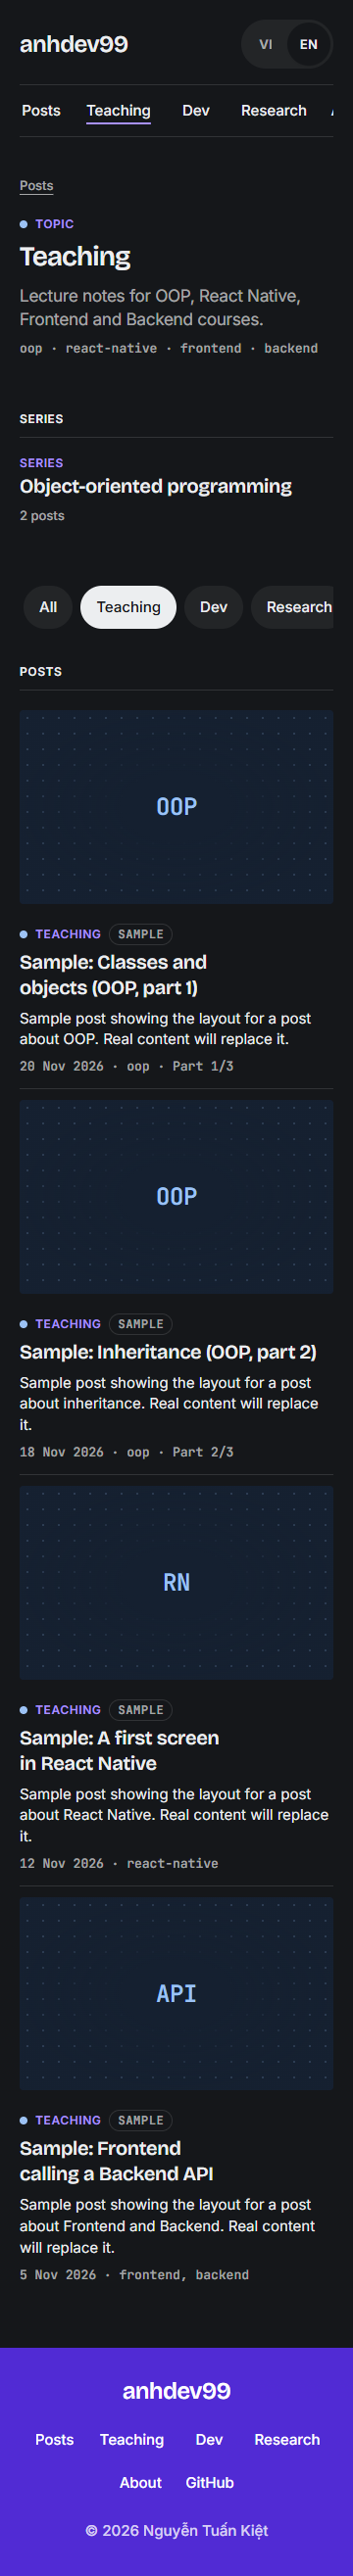 anhdev99
VI EN
Posts Teaching Dev Research
Posts
TOPIC
Teaching
Lecture notes for OOP, React Native,
Frontend and Backend courses.
oop · react-native · frontend · backend
SERIES
SERIES
Object-oriented programming
2 posts
All Teaching Dev Research
POSTS
OOP
TEACHING SAMPLE
Sample: Classes and
objects (OOP, part 1)
Sample post showing the layout for a post
about OOP. Real content will replace it.
20 Nov 2026 · oop · Part 1/3
OOP
TEACHING SAMPLE
Sample: Inheritance (OOP, part 2)
Sample post showing the layout for a post
about inheritance. Real content will replace
it.
18 Nov 2026 · oop · Part 2/3
RN
TEACHING SAMPLE
Sample: A first screen
in React Native
Sample post showing the layout for a post
about React Native. Real content will replace
it.
12 Nov 2026 · react-native
API
TEACHING SAMPLE
Sample: Frontend
calling a Backend API
Sample post showing the layout for a post
about Frontend and Backend. Real content
will replace it.
5 Nov 2026 · frontend, backend
anhdev99
Posts Teaching Dev Research
About GitHub
© 2026 Nguyễn Tuấn Kiệt